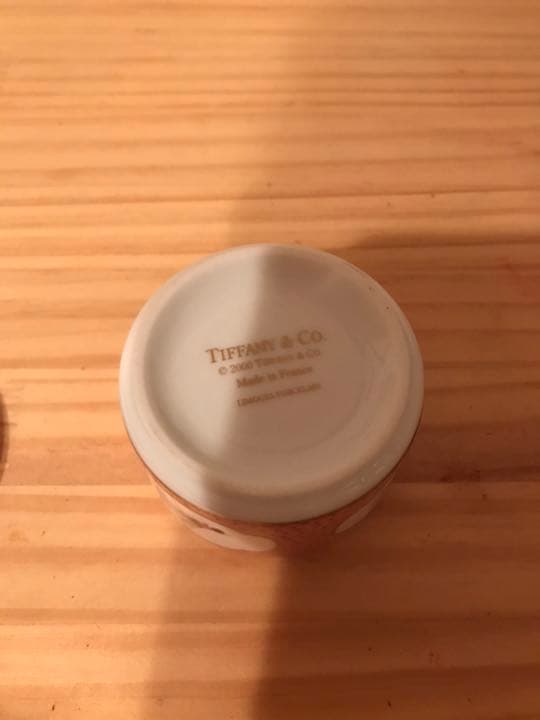 TIFFANY & CO.
© 2000 TIFFANY & CO.
Made in France
LIMOGES PORCELAIN